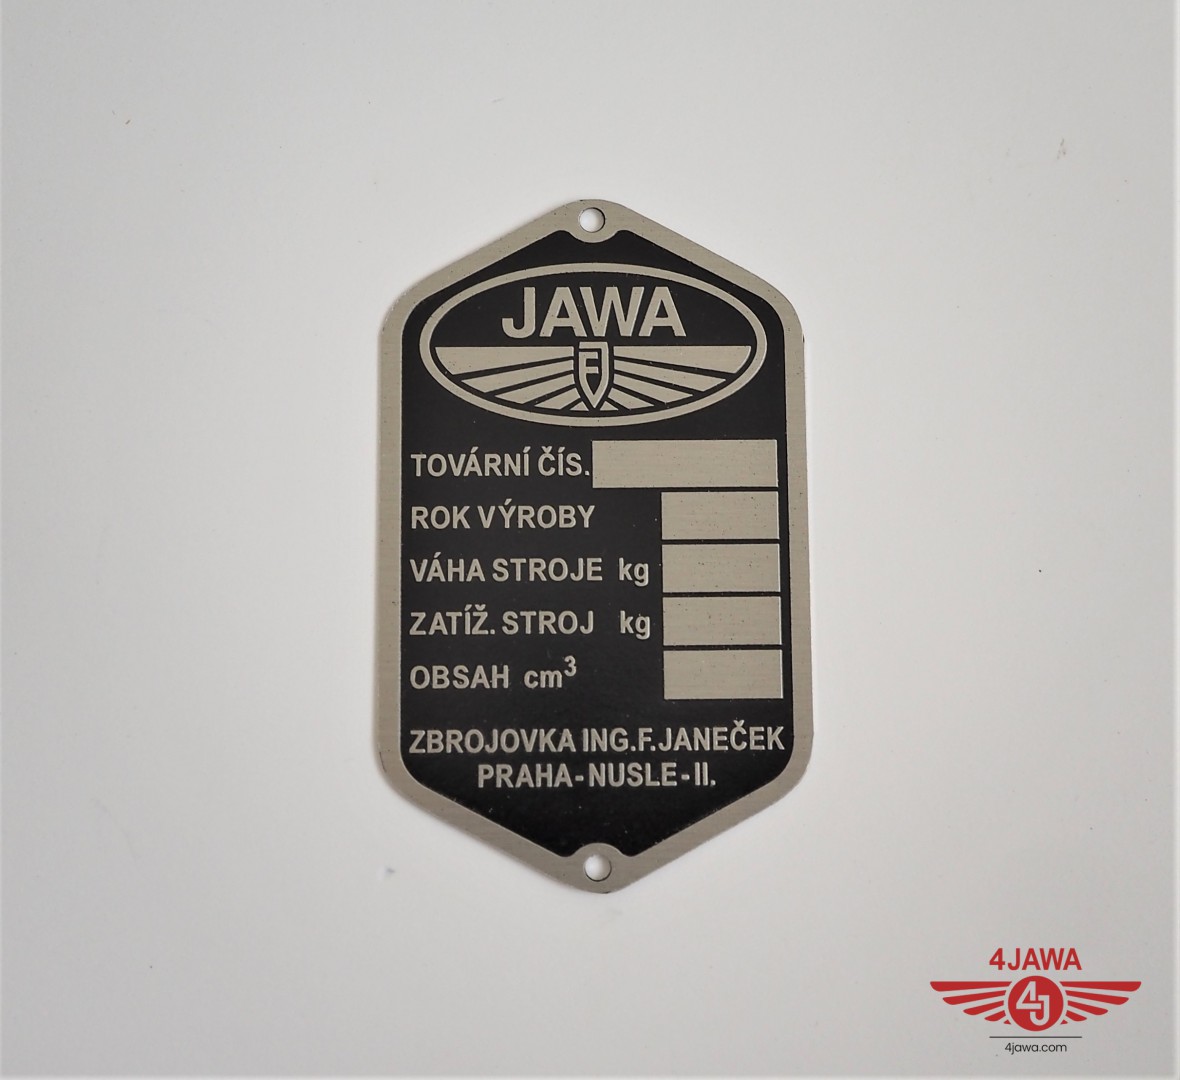 JAWA
FJ
TOVÁRNÍ ČÍS.
ROK VÝROBY
VÁHA STROJE kg
ZATÍŽ. STROJ kg
OBSAH cm³
ZBROJOVKA ING.F.JANEČEK
PRAHA-NUSLE-II.
4JAWA
4J
4jawa.com